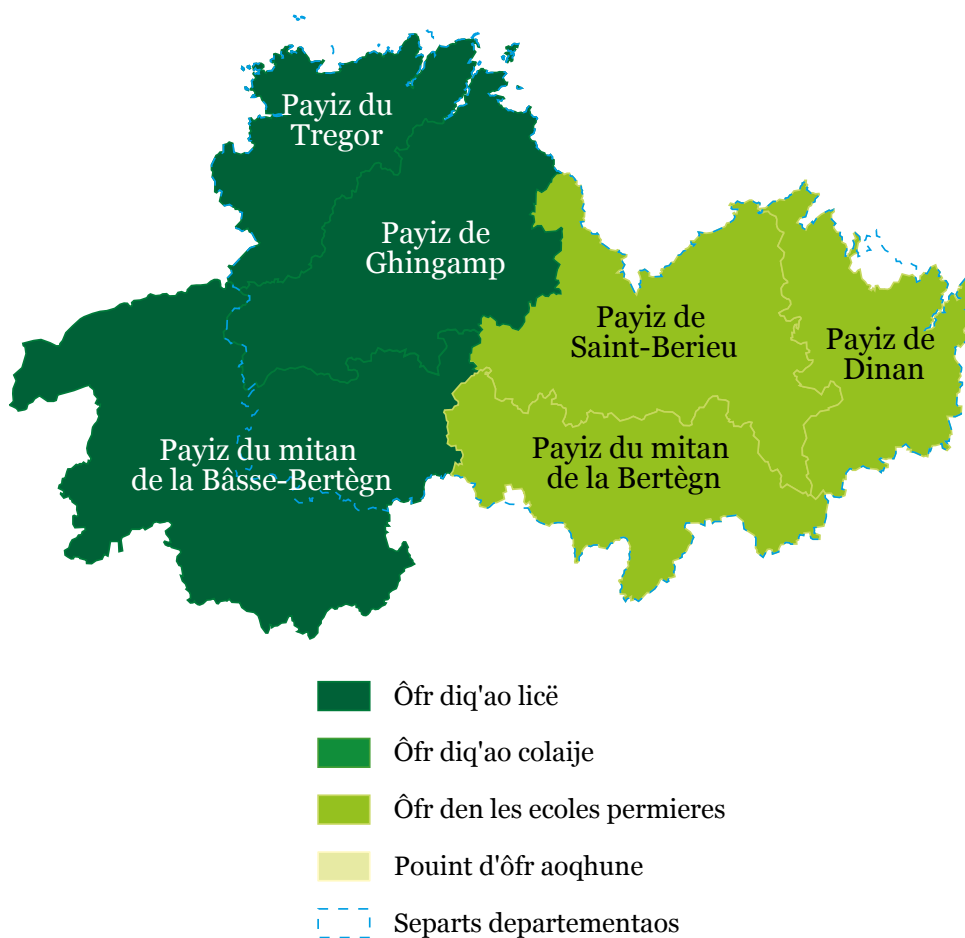 Payiz du
Tregor
Payiz de
Ghingamp
Payiz de
Saint-Berieu
Payiz de
Dinan
Payiz du mitan
de la Bâsse-Bertègn
Payiz du mitan
de la Bertègn
Ôfr diq'ao licë
Ôfr diq'ao colaije
Ôfr den les ecoles permieres
Pouint d'ôfr aoqhune
Separts departementaos